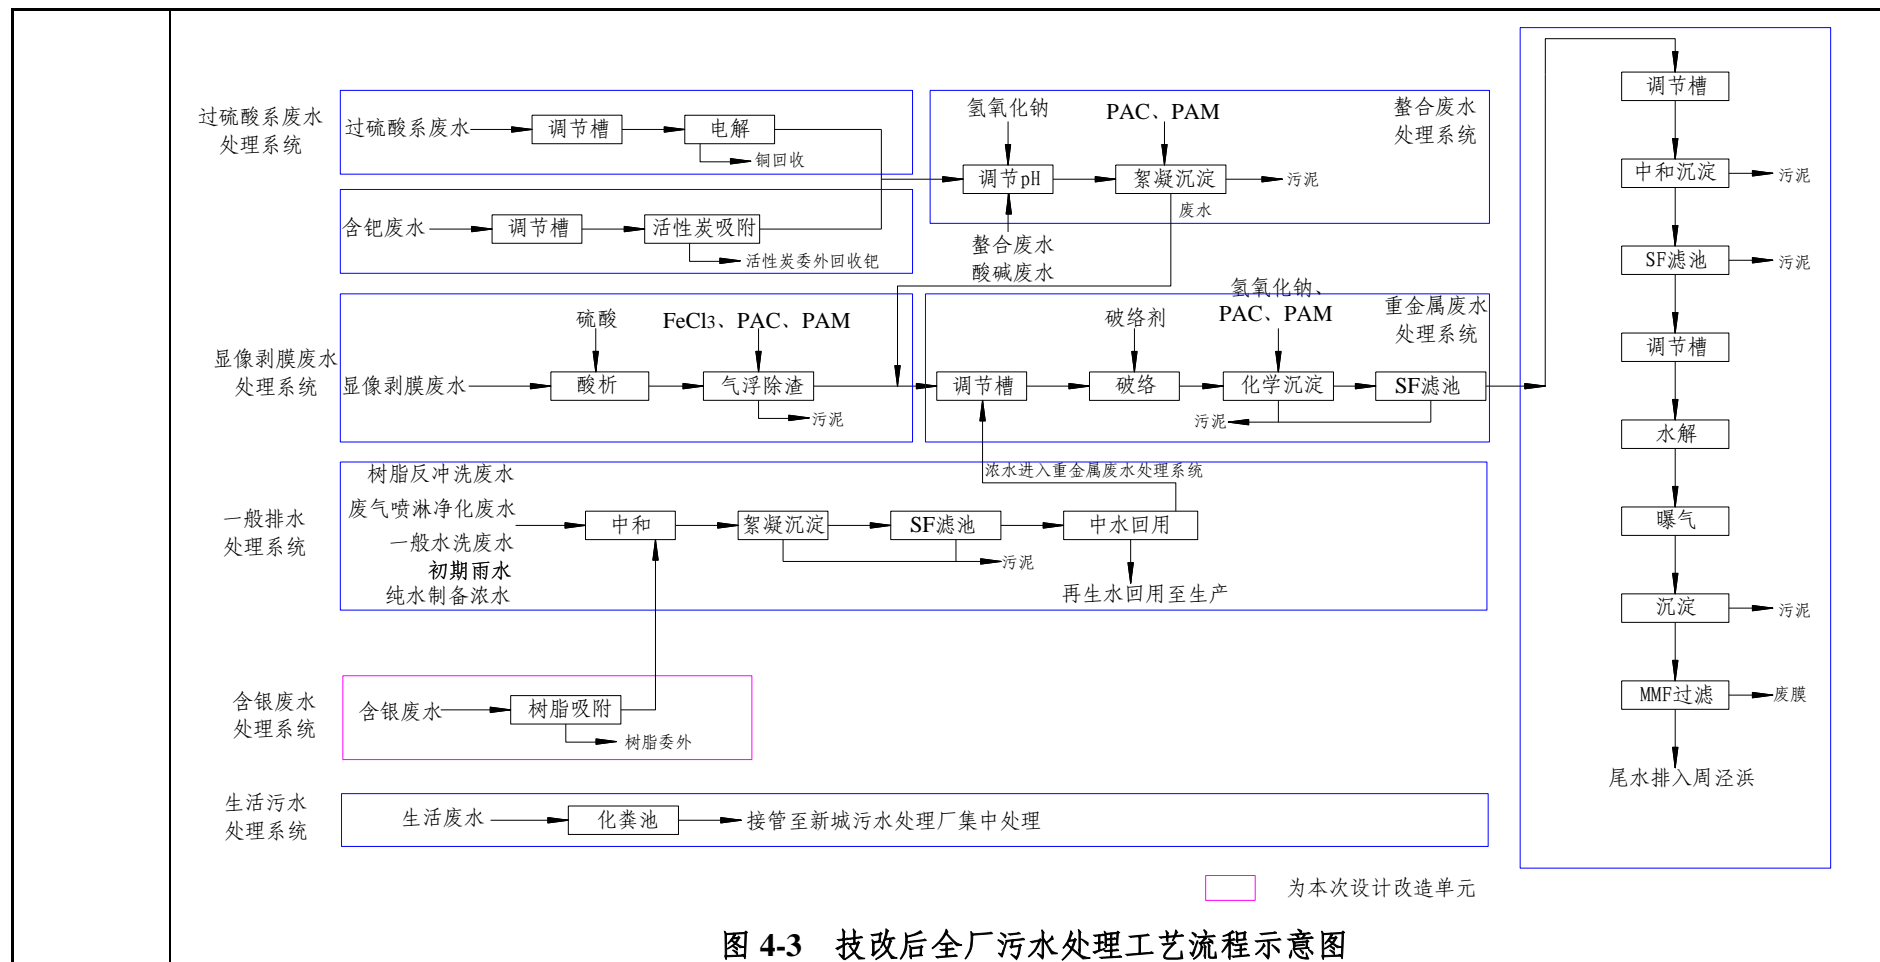 过硫酸系废水
处理系统
过硫酸系废水
调节槽
电解
铜回收
含钯废水
调节槽
活性炭吸附
活性炭委外回收钯
氢氧化钠
PAC、PAM
螯合废水
处理系统
调节pH
絮凝沉淀
污泥
废水
螯合废水
酸碱废水
显像剥膜废水
处理系统
显像剥膜废水
硫酸
酸析
FeCl3、PAC、PAM
气浮除渣
污泥
氢氧化钠、
PAC、PAM
重金属废水
处理系统
破络剂
调节槽
破络
化学沉淀
SF滤池
污泥
浓水进入重金属废水处理系统
一般排水
处理系统
树脂反冲洗废水
废气喷淋净化废水
一般水洗废水
初期雨水
纯水制备浓水
中和
絮凝沉淀
SF滤池
中水回用
污泥
再生水回用至生产
含银废水
处理系统
含银废水
树脂吸附
树脂委外
生活污水
处理系统
生活废水
化粪池
接管至新城污水处理厂集中处理
调节槽
中和沉淀
污泥
SF滤池
污泥
调节槽
水解
曝气
沉淀
污泥
MMF过滤
废膜
尾水排入周泾浜
为本次设计改造单元
图 4-3 技改后全厂污水处理工艺流程示意图